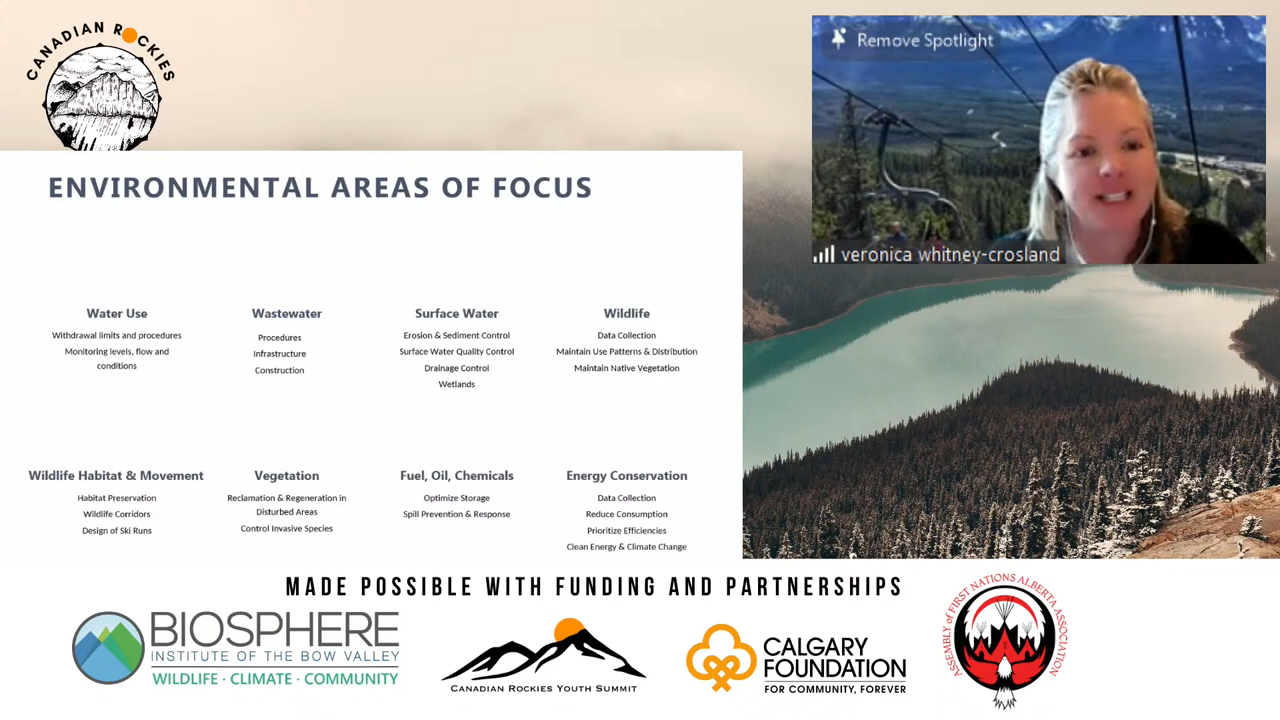 CANADIAN ROCKIES
Remove Spotlight
veronica whitney-crosland
ENVIRONMENTAL AREAS OF FOCUS
Water Use
Withdrawal limits and procedures
Monitoring levels, flow and
conditions
Wastewater
Procedures
Infrastructure
Construction
Surface Water
Erosion & Sediment Control
Surface Water Quality Control
Drainage Control
Wetlands
Wildlife
Data Collection
Maintain Use Patterns & Distribution
Maintain Native Vegetation
Wildlife Habitat & Movement
Habitat Preservation
Wildlife Corridors
Design of Ski Runs
Vegetation
Reclamation & Regeneration in
Disturbed Areas
Control Invasive Species
Fuel, Oil, Chemicals
Optimize Storage
Spill Prevention & Response
Energy Conservation
Data Collection
Reduce Consumption
Prioritize Efficiencies
Clean Energy & Climate Change
MADE POSSIBLE WITH FUNDING AND PARTNERSHIPS
BIOSPHERE
INSTITUTE OF THE BOW VALLEY
WILDLIFE · CLIMATE · COMMUNITY
CANADIAN ROCKIES YOUTH SUMMIT
CALGARY
FOUNDATION
FOR COMMUNITY, FOREVER
ASSEMBLY of FIRST NATIONS ALBERTA ASSOCIATION